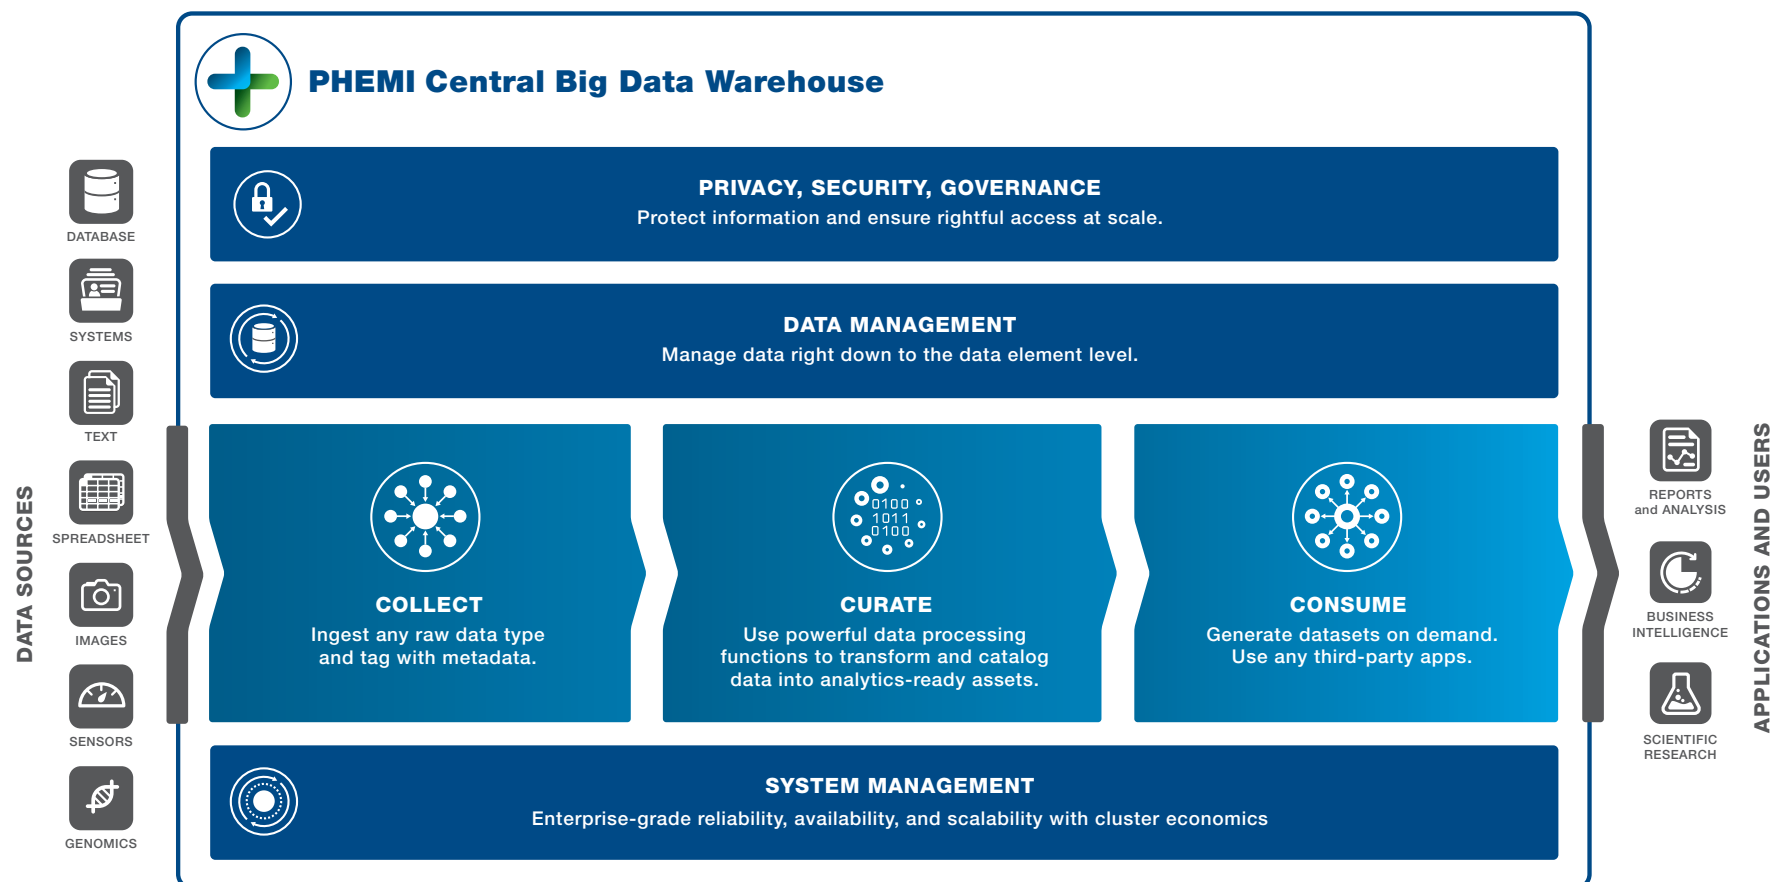 PHEMI Central Big Data Warehouse
PRIVACY, SECURITY, GOVERNANCE
Protect information and ensure rightful access at scale.
DATA MANAGEMENT
Manage data right down to the data element level.
DATA SOURCES
DATABASE
SYSTEMS
TEXT
SPREADSHEET
IMAGES
SENSORS
GENOMICS
COLLECT
Ingest any raw data type
and tag with metadata.
0100
1011
0100
CURATE
Use powerful data processing
functions to transform and catalog
data into analytics-ready assets.
CONSUME
Generate datasets on demand.
Use any third-party apps.
SYSTEM MANAGEMENT
Enterprise-grade reliability, availability, and scalability with cluster economics
REPORTS
and ANALYSIS
BUSINESS
INTELLIGENCE
SCIENTIFIC
RESEARCH
APPLICATIONS AND USERS